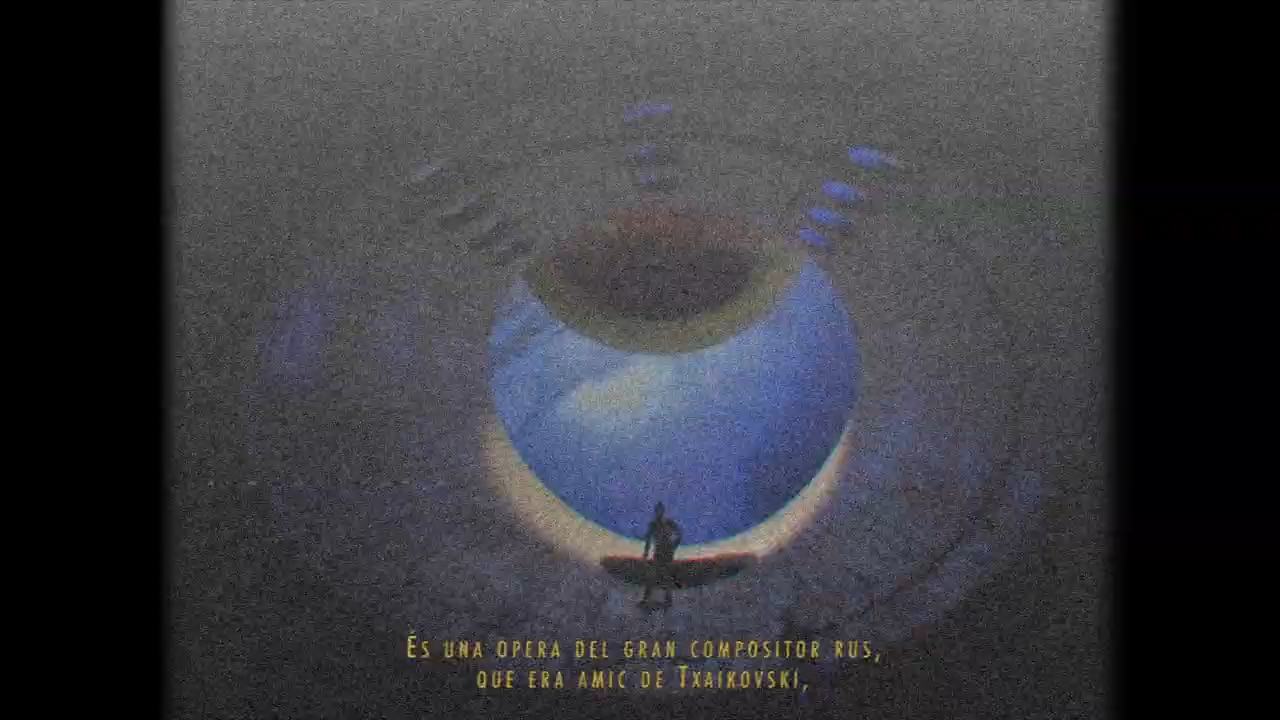 És una opera del gran compositor rus,
que era amic de Txaikovski,